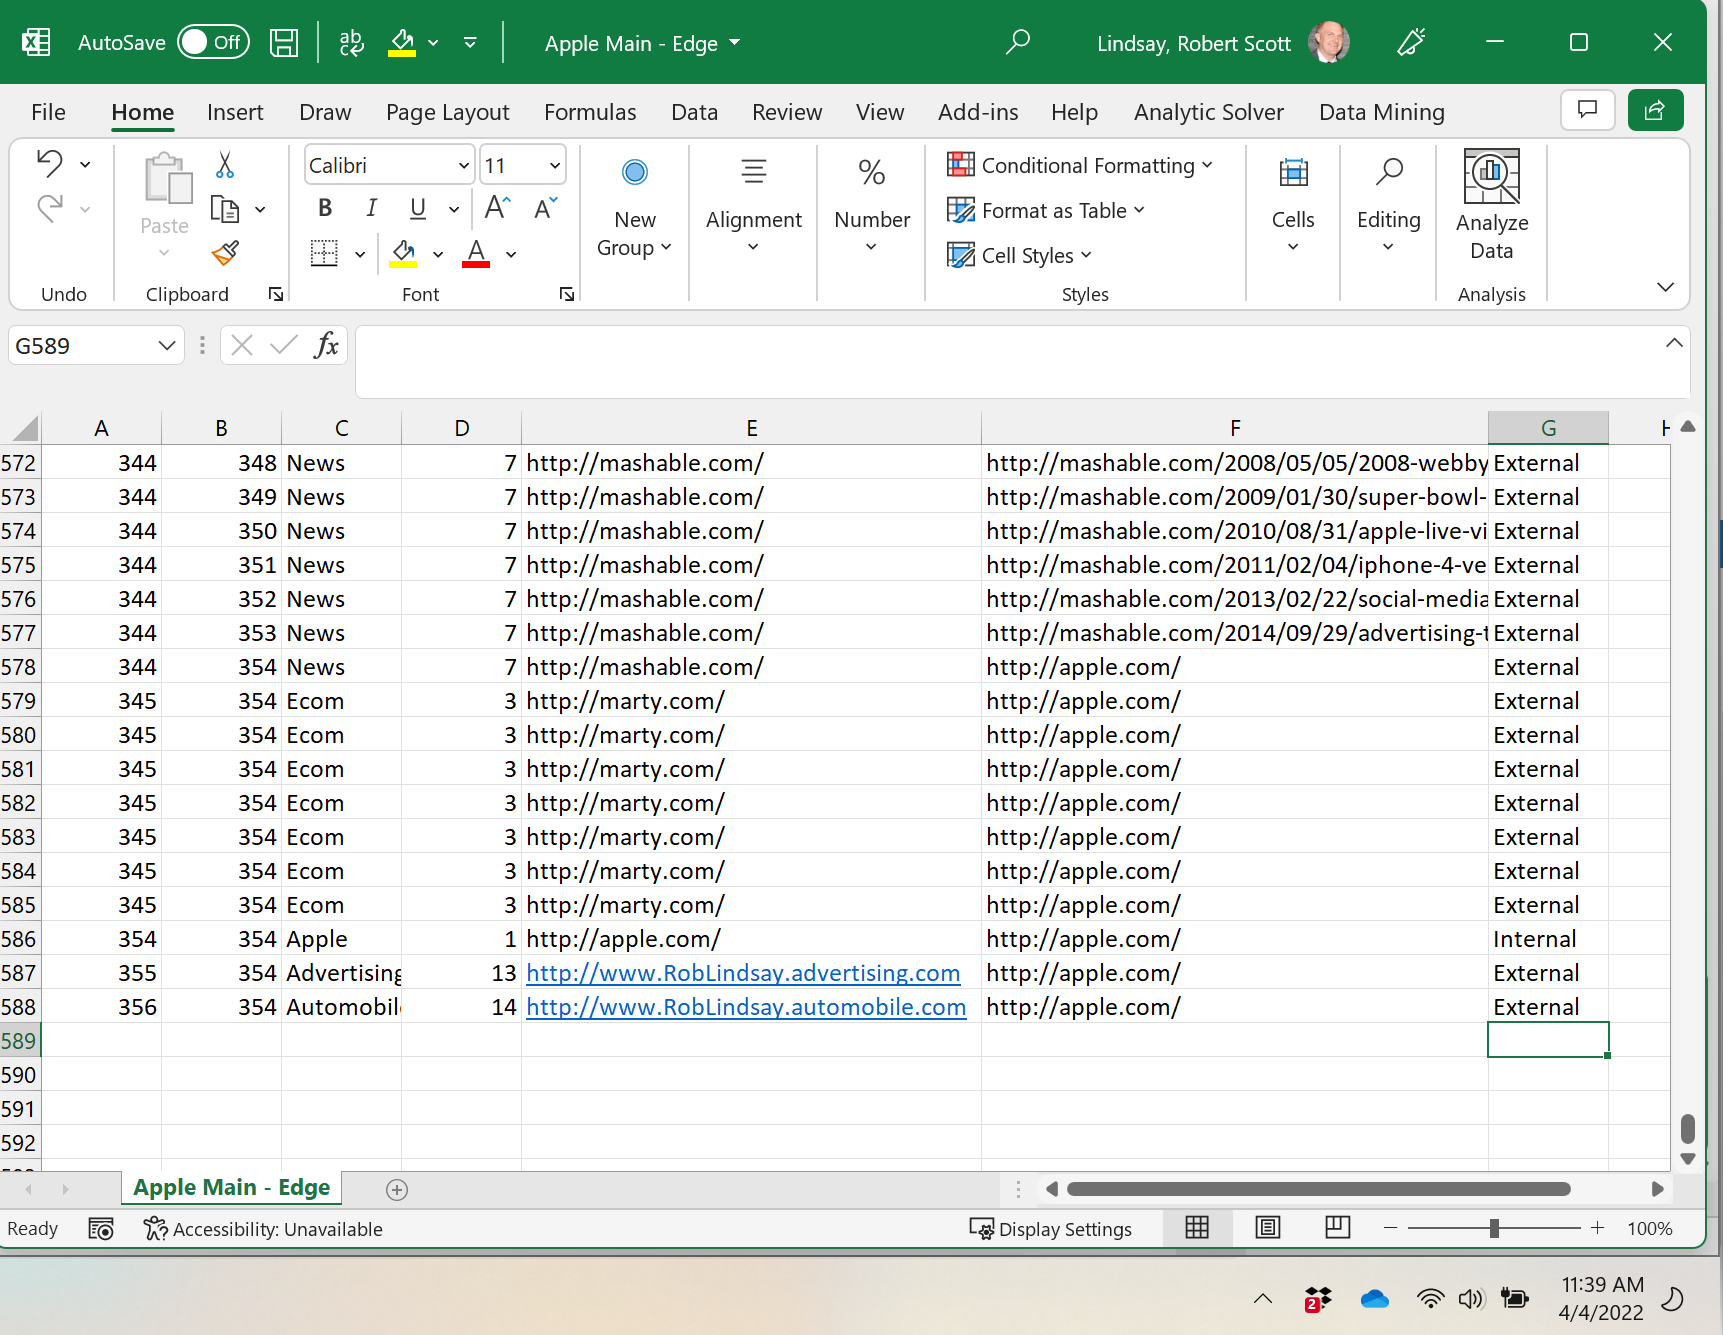 AutoSave Off Apple Main - Edge Lindsay, Robert Scott
File Home Insert Draw Page Layout Formulas Data Review View Add-ins Help Analytic Solver Data Mining
Paste
Undo
Clipboard
Calibri 11
B I U A A
A
Font
New Group
Alignment
%
Number
Conditional Formatting
Format as Table
Cell Styles
Styles
Cells
Editing
Analyze Data
Analysis
G589 fx
A B C D E F G H
572 344 348 News 7 http://mashable.com/ http://mashable.com/2008/05/05/2008-webby External
573 344 349 News 7 http://mashable.com/ http://mashable.com/2009/01/30/super-bowl- External
574 344 350 News 7 http://mashable.com/ http://mashable.com/2010/08/31/apple-live-vi External
575 344 351 News 7 http://mashable.com/ http://mashable.com/2011/02/04/iphone-4-ve External
576 344 352 News 7 http://mashable.com/ http://mashable.com/2013/02/22/social-media External
577 344 353 News 7 http://mashable.com/ http://mashable.com/2014/09/29/advertising-t External
578 344 354 News 7 http://mashable.com/ http://apple.com/ External
579 345 354 Ecom 3 http://marty.com/ http://apple.com/ External
580 345 354 Ecom 3 http://marty.com/ http://apple.com/ External
581 345 354 Ecom 3 http://marty.com/ http://apple.com/ External
582 345 354 Ecom 3 http://marty.com/ http://apple.com/ External
583 345 354 Ecom 3 http://marty.com/ http://apple.com/ External
584 345 354 Ecom 3 http://marty.com/ http://apple.com/ External
585 345 354 Ecom 3 http://marty.com/ http://apple.com/ External
586 354 354 Apple 1 http://apple.com/ http://apple.com/ Internal
587 355 354 Advertising 13 http://www.RobLindsay.advertising.com http://apple.com/ External
588 356 354 Automobil 14 http://www.RobLindsay.automobile.com http://apple.com/ External
589
590
591
592
Apple Main - Edge
Ready Accessibility: Unavailable Display Settings 100%
2 11:39 AM
4/4/2022